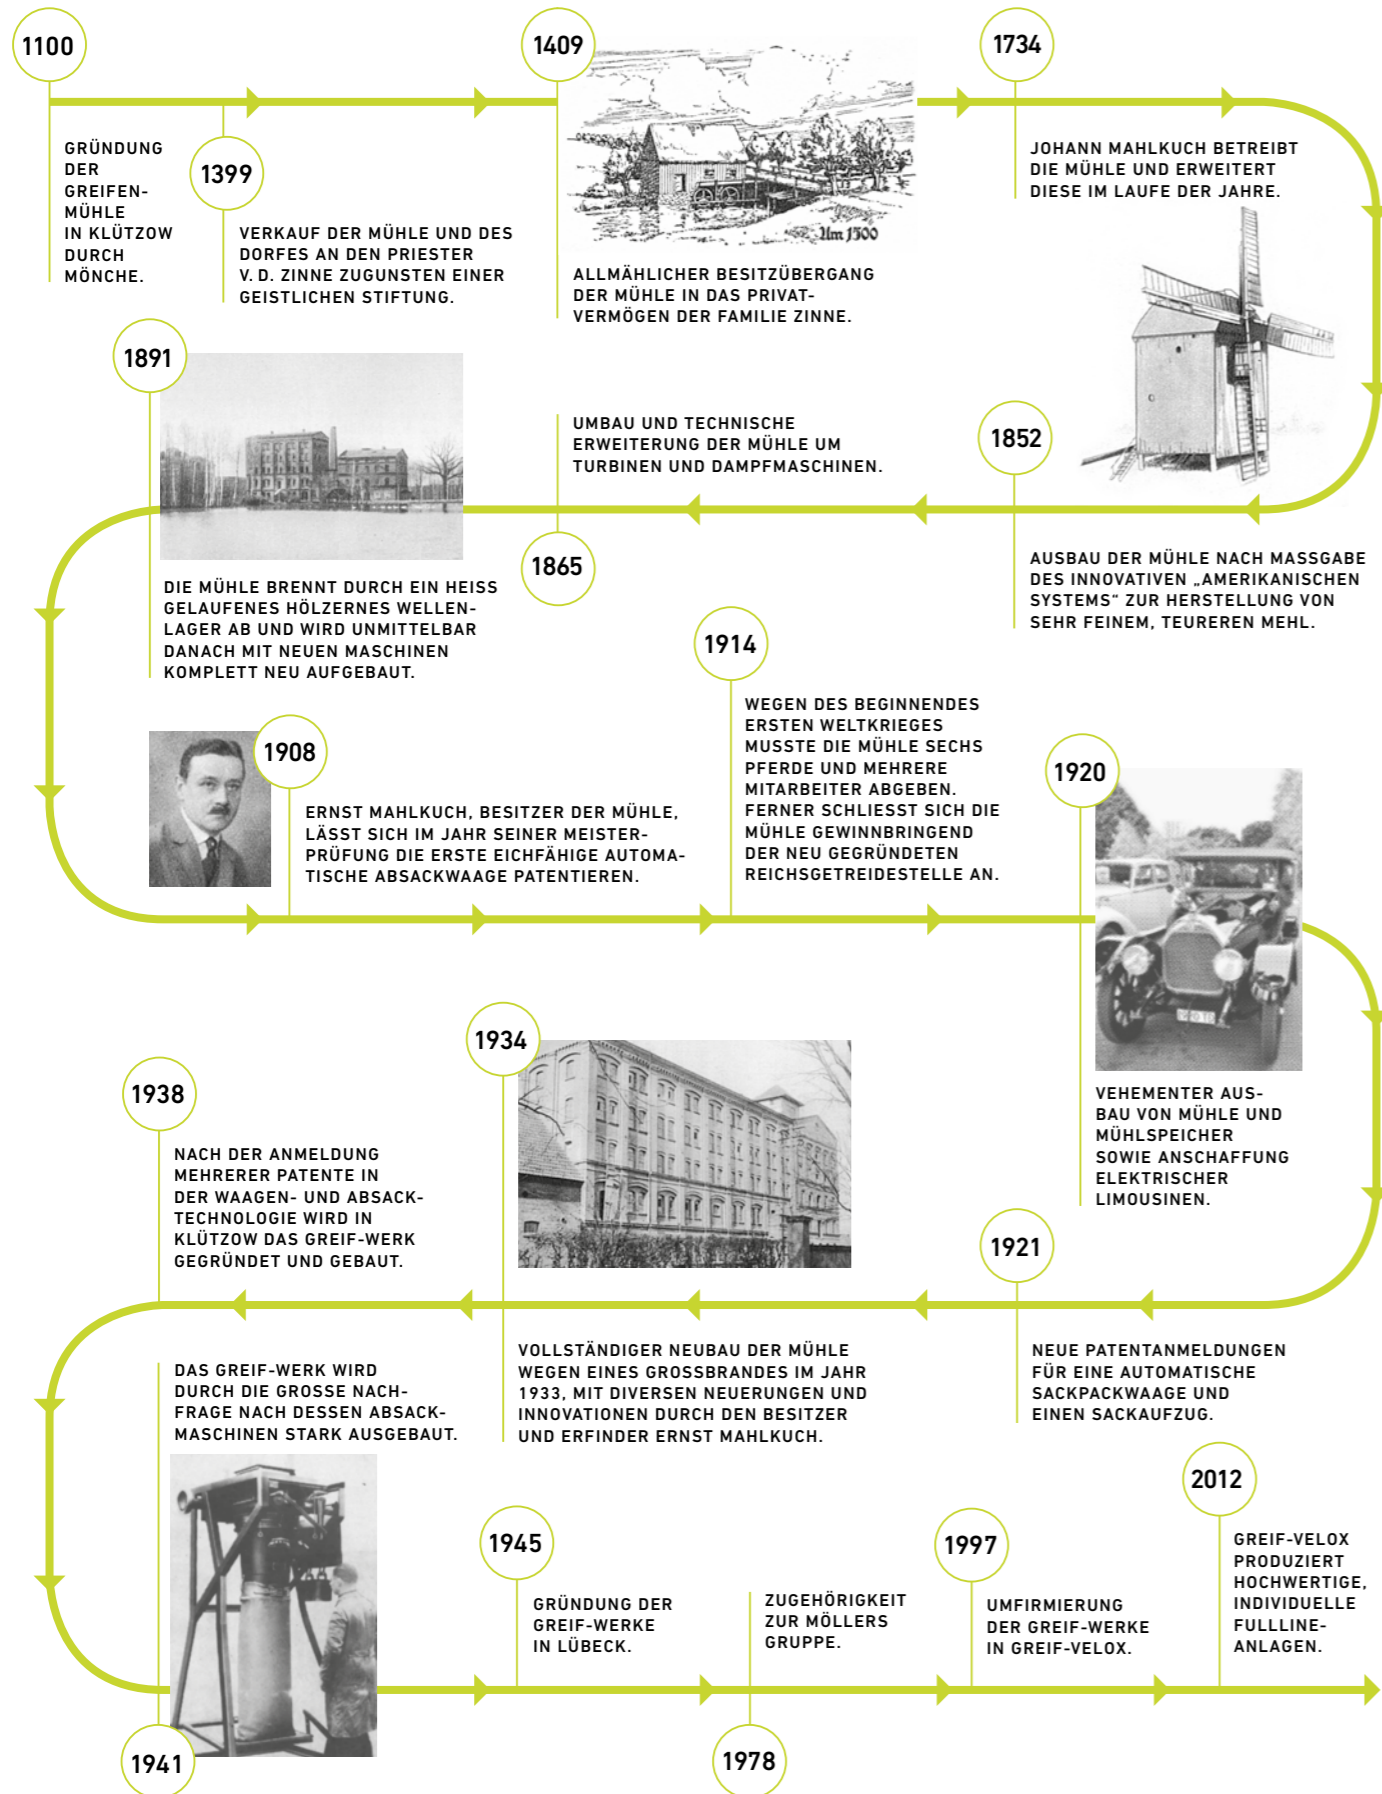 1100
GRÜNDUNG
DER
GREIFEN-
MÜHLE
IN KLÜTZOW
DURCH
MÖNCHE.
1399
VERKAUF DER MÜHLE UND DES
DORFES AN DEN PRIESTER
V. D. ZINNE ZUGUNSTEN EINER
GEISTLICHEN STIFTUNG.
1409
Um 1500
ALLMÄHLICHER BESITZÜBERGANG
DER MÜHLE IN DAS PRIVAT-
VERMÖGEN DER FAMILIE ZINNE.
1734
JOHANN MAHLKUCH BETREIBT
DIE MÜHLE UND ERWEITERT
DIESE IM LAUFE DER JAHRE.
1852
AUSBAU DER MÜHLE NACH MASSGABE
DES INNOVATIVEN „AMERIKANISCHEN
SYSTEMS“ ZUR HERSTELLUNG VON
SEHR FEINEM, TEUREREN MEHL.
UMBAU UND TECHNISCHE
ERWEITERUNG DER MÜHLE UM
TURBINEN UND DAMPFMASCHINEN.
1865
1891
DIE MÜHLE BRENNT DURCH EIN HEISS
GELAUFENES HÖLZERNES WELLEN-
LAGER AB UND WIRD UNMITTELBAR
DANACH MIT NEUEN MASCHINEN
KOMPLETT NEU AUFGEBAUT.
1908
ERNST MAHLKUCH, BESITZER DER MÜHLE,
LÄSST SICH IM JAHR SEINER MEISTER-
PRÜFUNG DIE ERSTE EICHFÄHIGE AUTOMA-
TISCHE ABSACKWAAGE PATENTIEREN.
1914
WEGEN DES BEGINNENDES
ERSTEN WELTKRIEGES
MUSSTE DIE MÜHLE SECHS
PFERDE UND MEHRERE
MITARBEITER ABGEBEN.
FERNER SCHLIESST SICH DIE
MÜHLE GEWINNBRINGEND
DER NEU GEGRÜNDETEN
REICHSGETREIDESTELLE AN.
1920
VEHEMENTER AUS-
BAU VON MÜHLE UND
MÜHLSPEICHER
SOWIE ANSCHAFFUNG
ELEKTRISCHER
LIMOUSINEN.
1921
NEUE PATENTANMELDUNGEN
FÜR EINE AUTOMATISCHE
SACKPACKWAAGE UND
EINEN SACKAUFZUG.
1934
VOLLSTÄNDIGER NEUBAU DER MÜHLE
WEGEN EINES GROSSBRANDES IM JAHR
1933, MIT DIVERSEN NEUERUNGEN UND
INNOVATIONEN DURCH DEN BESITZER
UND ERFINDER ERNST MAHLKUCH.
1938
NACH DER ANMELDUNG
MEHRERER PATENTE IN
DER WAAGEN- UND ABSACK-
TECHNOLOGIE WIRD IN
KLÜTZOW DAS GREIF-WERK
GEGRÜNDET UND GEBAUT.
DAS GREIF-WERK WIRD
DURCH DIE GROSSE NACH-
FRAGE NACH DESSEN ABSACK-
MASCHINEN STARK AUSGEBAUT.
1941
1945
GRÜNDUNG DER
GREIF-WERKE
IN LÜBECK.
ZUGEHÖRIGKEIT
ZUR MÖLLERS
GRUPPE.
1978
1997
UMFIRMIERUNG
DER GREIF-WERKE
IN GREIF-VELOX.
2012
GREIF-VELOX
PRODUZIERT
HOCHWERTIGE,
INDIVIDUELLE
FULLLINE-
ANLAGEN.